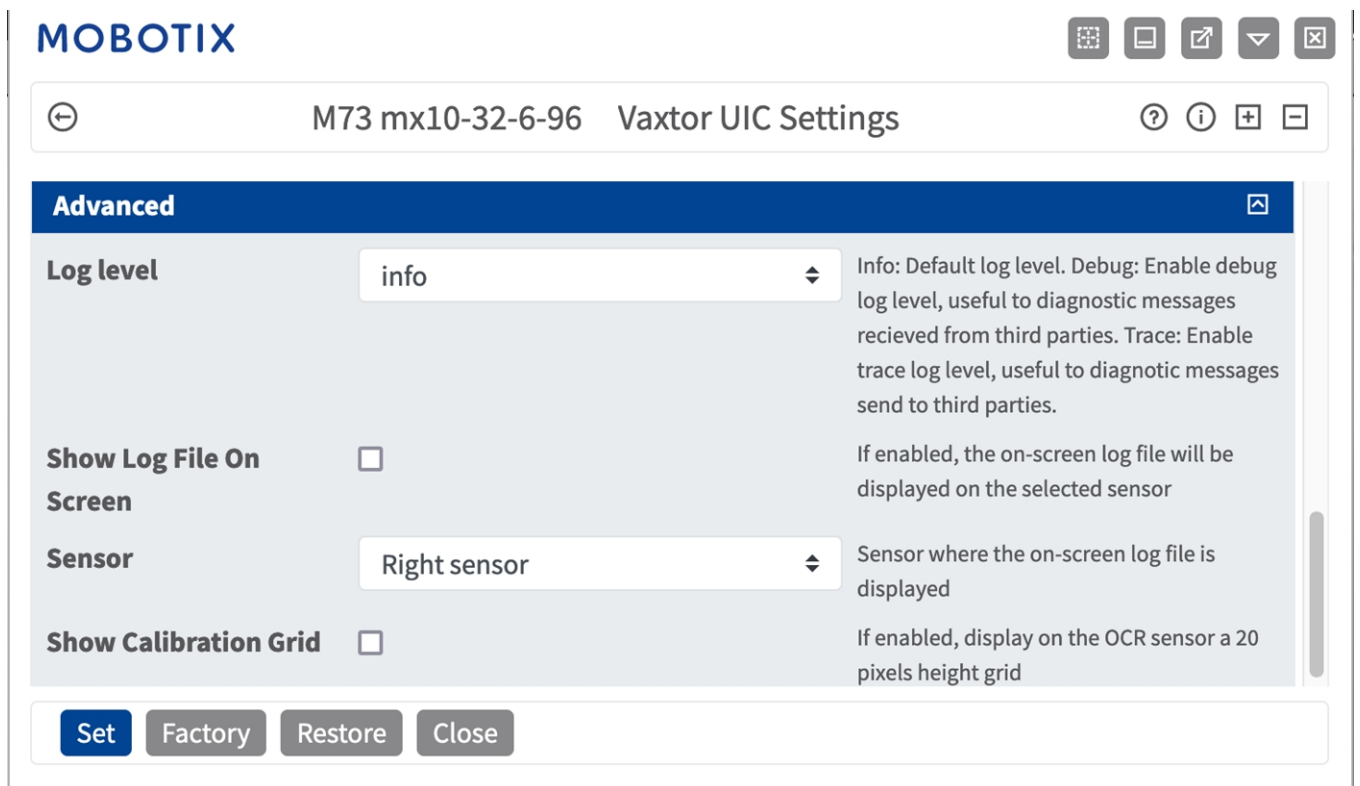 MOBOTIX
M73 mx10-32-6-96 Vaxtor UIC Settings
Advanced
Log level
info
Info: Default log level. Debug: Enable debug
log level, useful to diagnostic messages
recieved from third parties. Trace: Enable
trace log level, useful to diagnotic messages
send to third parties.
Show Log File On
Screen
If enabled, the on-screen log file will be
displayed on the selected sensor
Sensor
Right sensor
Sensor where the on-screen log file is
displayed
Show Calibration Grid
If enabled, display on the OCR sensor a 20
pixels height grid
Set Factory Restore Close